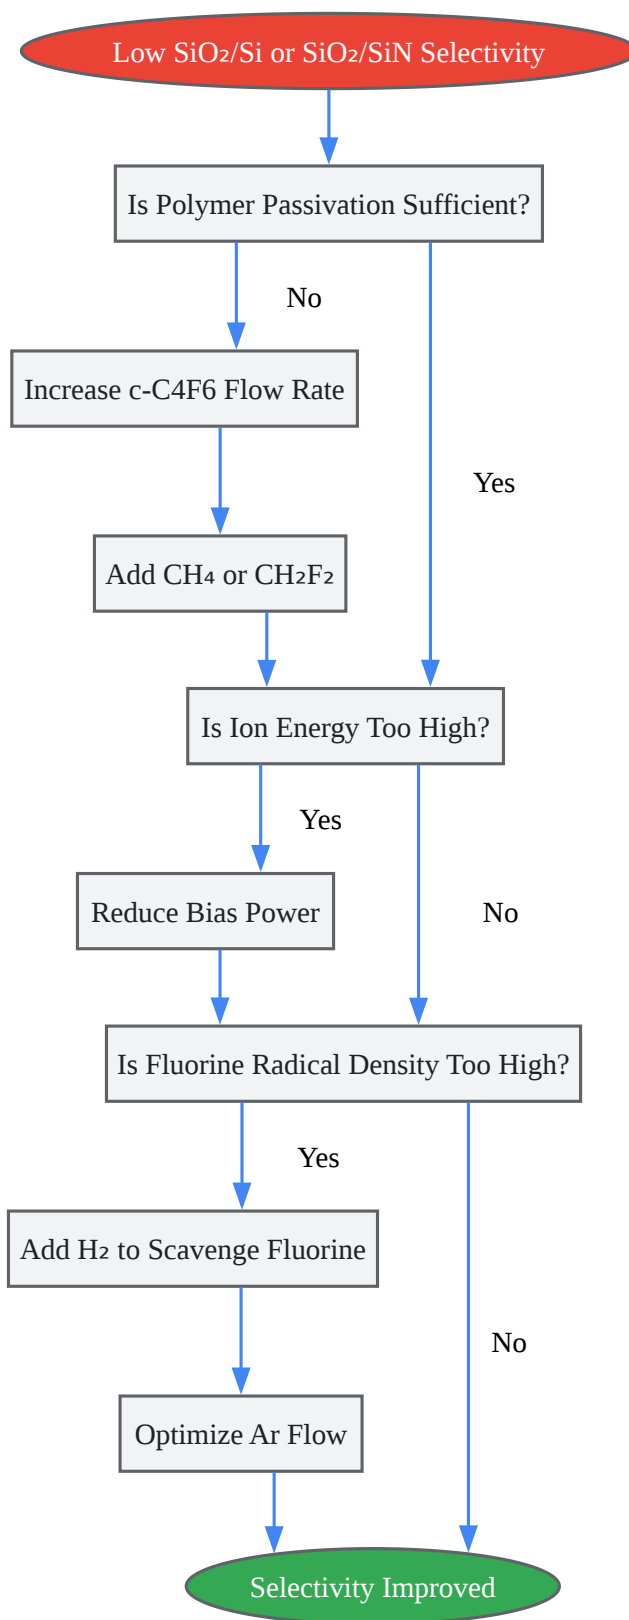 Low SiO₂/Si or SiO₂/SiN Selectivity
Is Polymer Passivation Sufficient?
No
Increase c-C4F6 Flow Rate
Yes
Add CH₄ or CH₂F₂
Is Ion Energy Too High?
Yes
Reduce Bias Power
No
Is Fluorine Radical Density Too High?
Yes
Add H₂ to Scavenge Fluorine
No
Optimize Ar Flow
Selectivity Improved